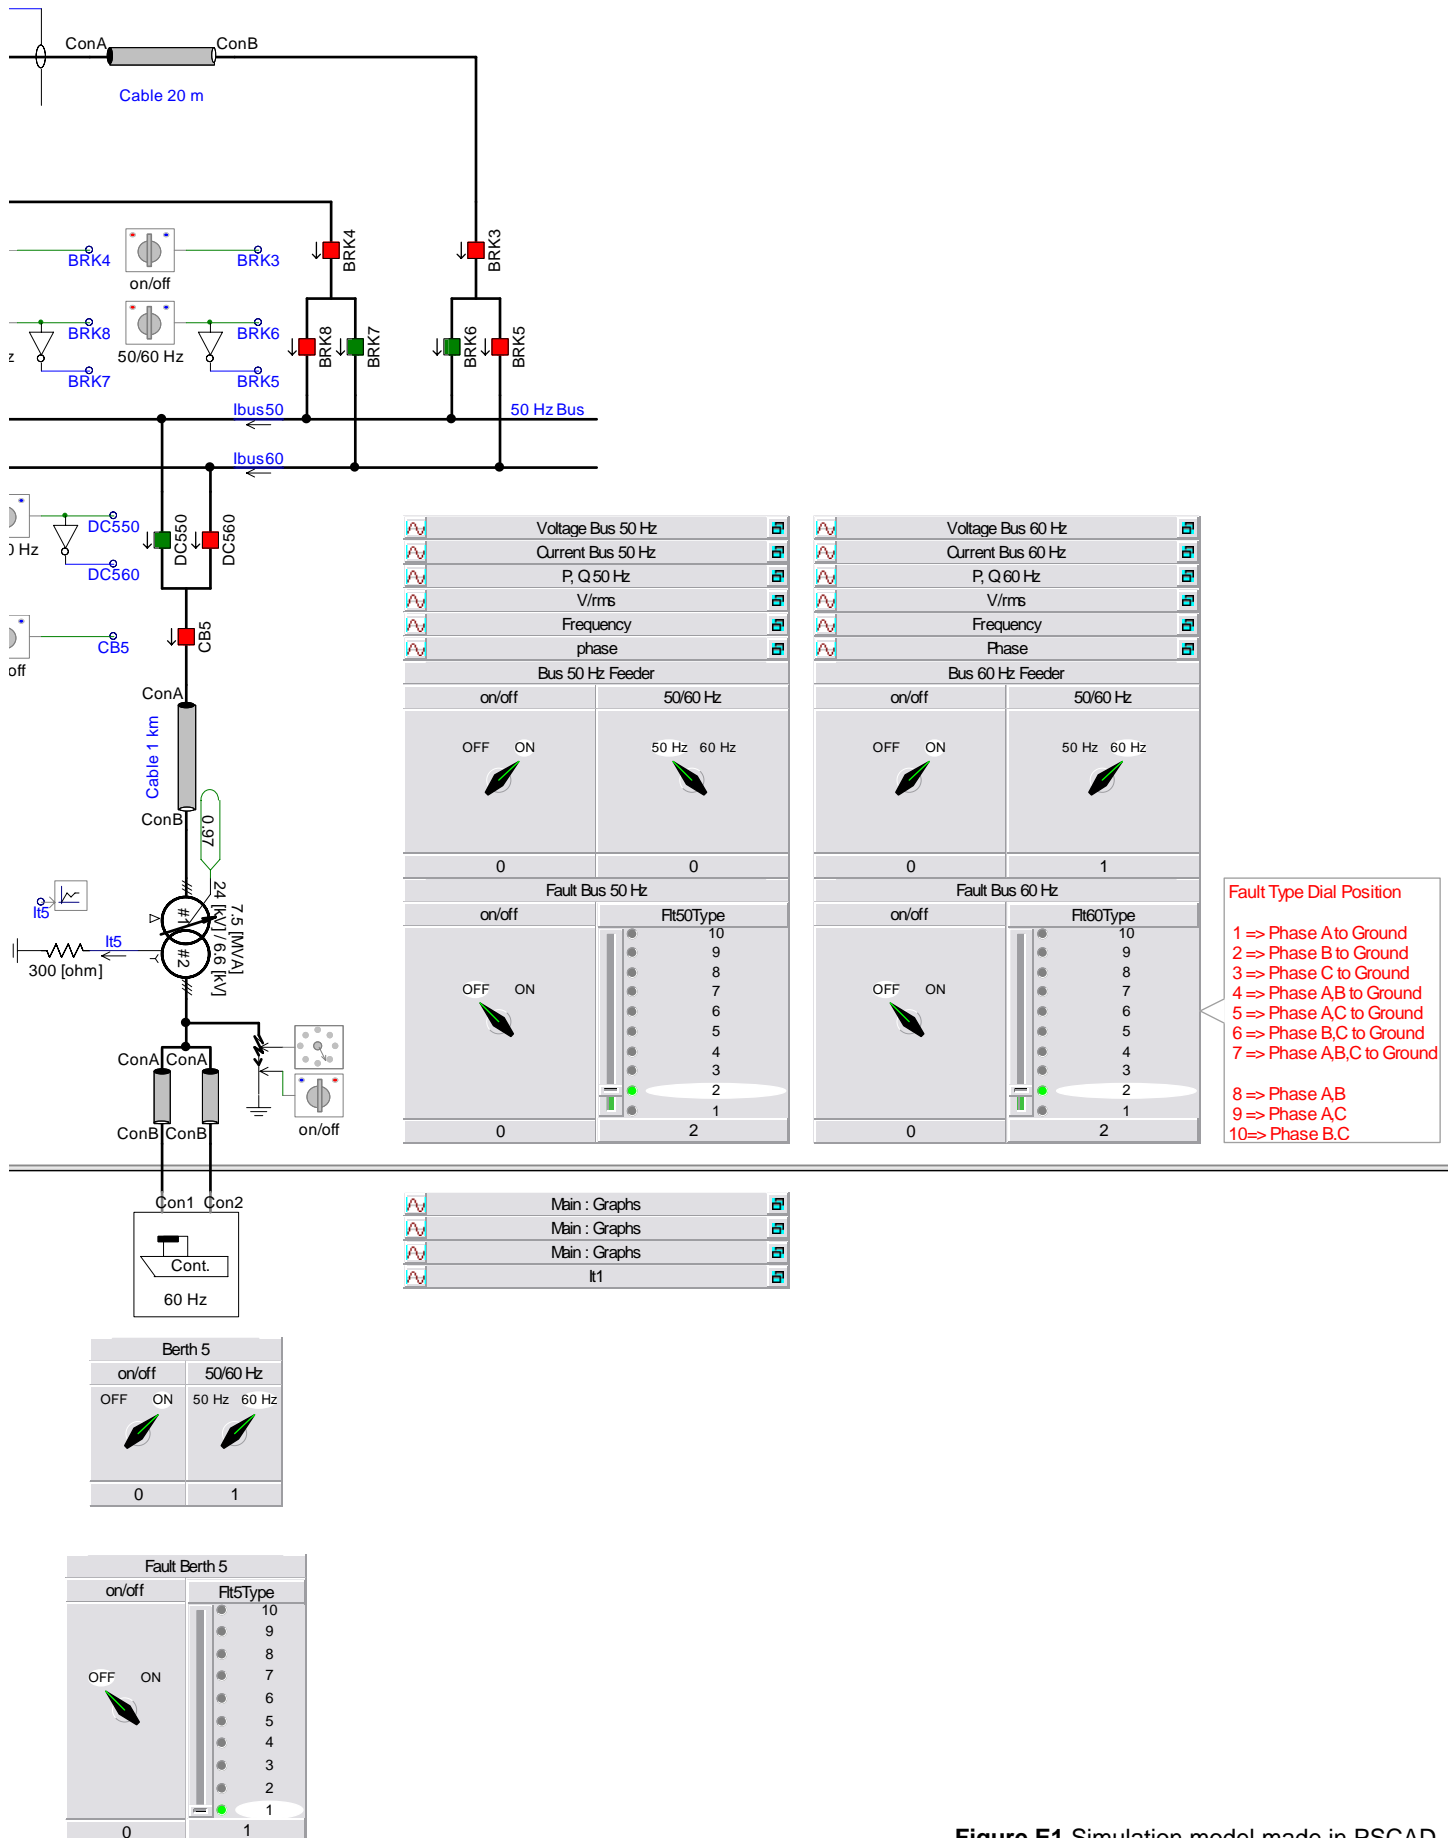 ConA
ConB
Cable 20 m
BRK4
BRK3
BRK4
on/off
BRK3
BRK8
50/60 Hz
BRK6
z
BRK7
BRK5
BRK8
BRK7
BRK6
BRK5
Ibus50
50 Hz Bus
Ibus60
DC550
0 Hz
DC560
DC550
DC560
CB5
off
CB5
ConA
Cable 1 km
ConB
0.97
#1
#2
24 [kV] / 6.6 [kV]
7.5 [MVA]
It5
It5
300 [ohm]
ConA ConA
ConB ConB
on/off
Con1 Con2
Cont.
60 Hz
Voltage Bus 50 Hz
Current Bus 50 Hz
P, Q 50 Hz
V/rms
Frequency
phase
Bus 50 Hz Feeder
on/off 50/60 Hz
OFF ON 50 Hz 60 Hz
0 0
Fault Bus 50 Hz
on/off Flt50Type
10
9
8
7
OFF ON
6
5
4
3
2
1
0 2
Voltage Bus 60 Hz
Current Bus 60 Hz
P, Q 60 Hz
V/rms
Frequency
Phase
Bus 60 Hz Feeder
on/off 50/60 Hz
OFF ON 50 Hz 60 Hz
0 1
Fault Bus 60 Hz
on/off Flt60Type
10
9
8
7
OFF ON
6
5
4
3
2
1
0 2
Fault Type Dial Position
1 => Phase A to Ground
2 => Phase B to Ground
3 => Phase C to Ground
4 => Phase A,B to Ground
5 => Phase A,C to Ground
6 => Phase B,C to Ground
7 => Phase A,B,C to Ground
8 => Phase A,B
9 => Phase A,C
10=> Phase B.C
Main : Graphs
Main : Graphs
Main : Graphs
It1
Berth 5
on/off 50/60 Hz
OFF ON 50 Hz 60 Hz
0 1
Fault Berth 5
on/off Flt5Type
10
9
8
7
OFF ON
6
5
4
3
2
1
0 1
Figure E1 Simulation model made in PSCAD